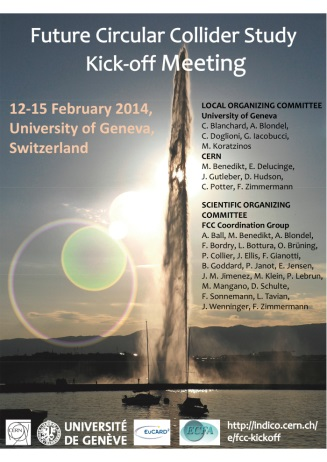 Future Circular Collider Study
Kick-off Meeting
12-15 February 2014,
University of Geneva,
Switzerland
LOCAL ORGANIZING COMMITTEE
University of Geneva
C. Blanchard, A. Blondel,
C. Doglioni, G. Iacobucci,
M. Koratzinos
CERN
M. Benedikt, E. Delucinge,
J. Gutleber, D. Hudson,
C. Potter, F. Zimmermann
SCIENTIFIC ORGANIZING
COMMITTEE
FCC Coordination Group
A. Ball, M. Benedikt, A. Blondel,
F. Bordry, L. Bottura, O. Brüning,
P. Collier, J. Ellis, F. Gianotti,
B. Goddard, P. Janot, E. Jensen,
J. M. Jimenez, M. Klein, P. Lebrun,
M. Mangano, D. Schulte,
F. Sonnemann, L. Tavian,
J. Wenninger, F. Zimmermann
CERN
UNIVERSITÉ
DE GENÈVE
EuCARD²
ECFA
http://indico.cern.ch/
e/fcc-kickoff